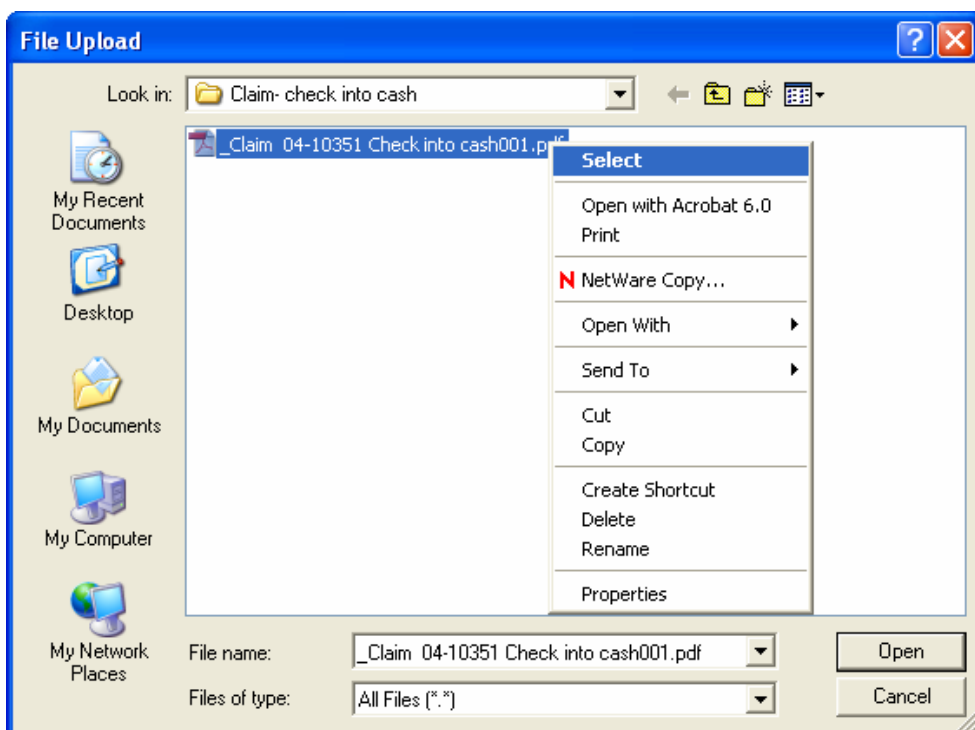 File Upload
Look in:
Claim- check into cash
_Claim 04-10351 Check into cash001.pdf
My Recent
Documents
Desktop
My Documents
My Computer
My Network
Places
Select
Open with Acrobat 6.0
Print
N NetWare Copy...
Open With
Send To
Cut
Copy
Create Shortcut
Delete
Rename
Properties
File name:
_Claim 04-10351 Check into cash001.pdf
Open
Files of type:
All Files (*.*)
Cancel